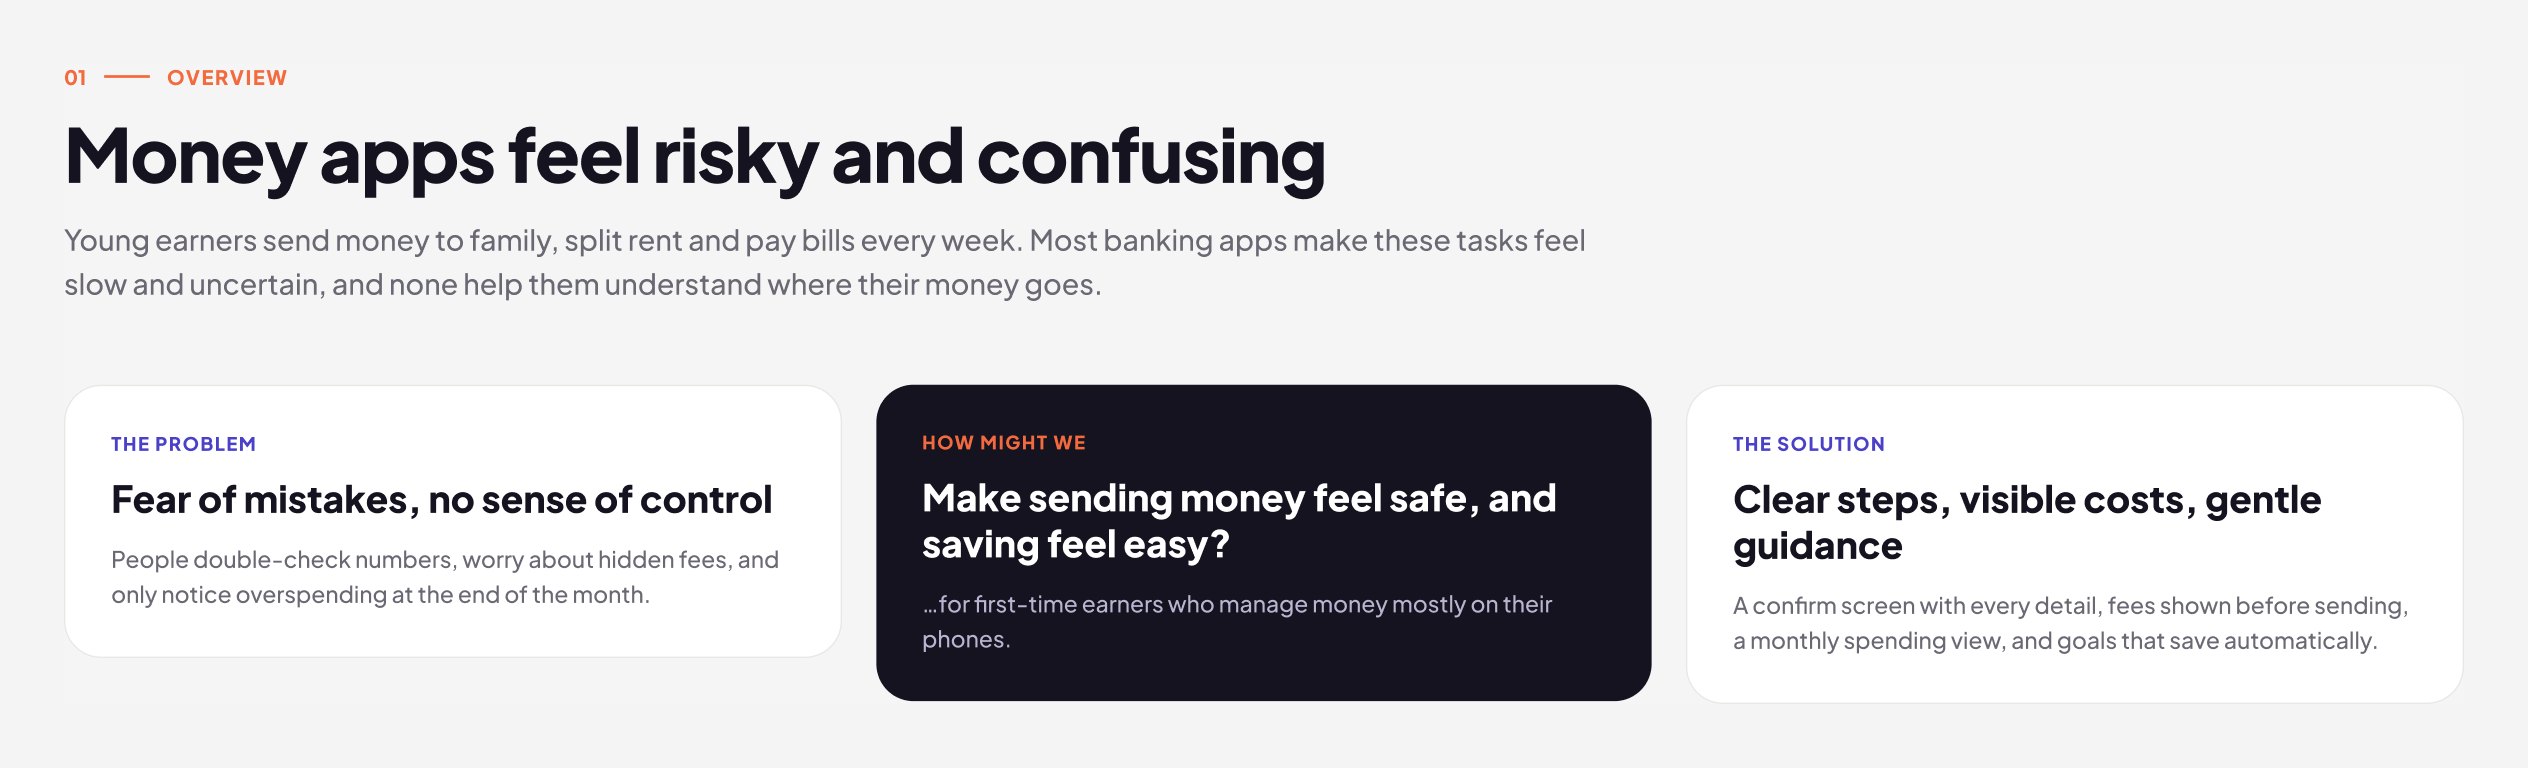 01 — OVERVIEW
Money apps feel risky and confusing
Young earners send money to family, split rent and pay bills every week. Most banking apps make these tasks feel
slow and uncertain, and none help them understand where their money goes.
THE PROBLEM
Fear of mistakes, no sense of control
People double-check numbers, worry about hidden fees, and
only notice overspending at the end of the month.
HOW MIGHT WE
Make sending money feel safe, and
saving feel easy?
...for first-time earners who manage money mostly on their
phones.
THE SOLUTION
Clear steps, visible costs, gentle
guidance
A confirm screen with every detail, fees shown before sending,
a monthly spending view, and goals that save automatically.